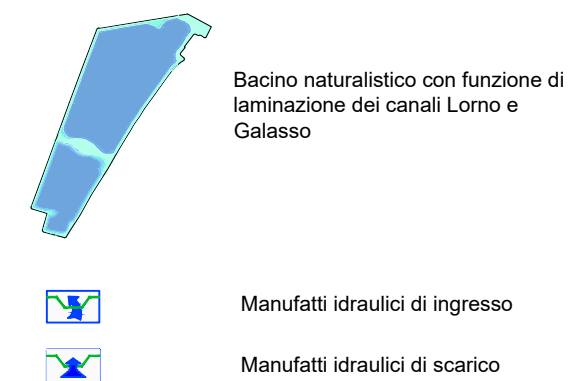 Bacino naturalistico con funzione di
laminazione dei canali Lorno e
Galasso
Manufatti idraulici di ingresso
Manufatti idraulici di scarico